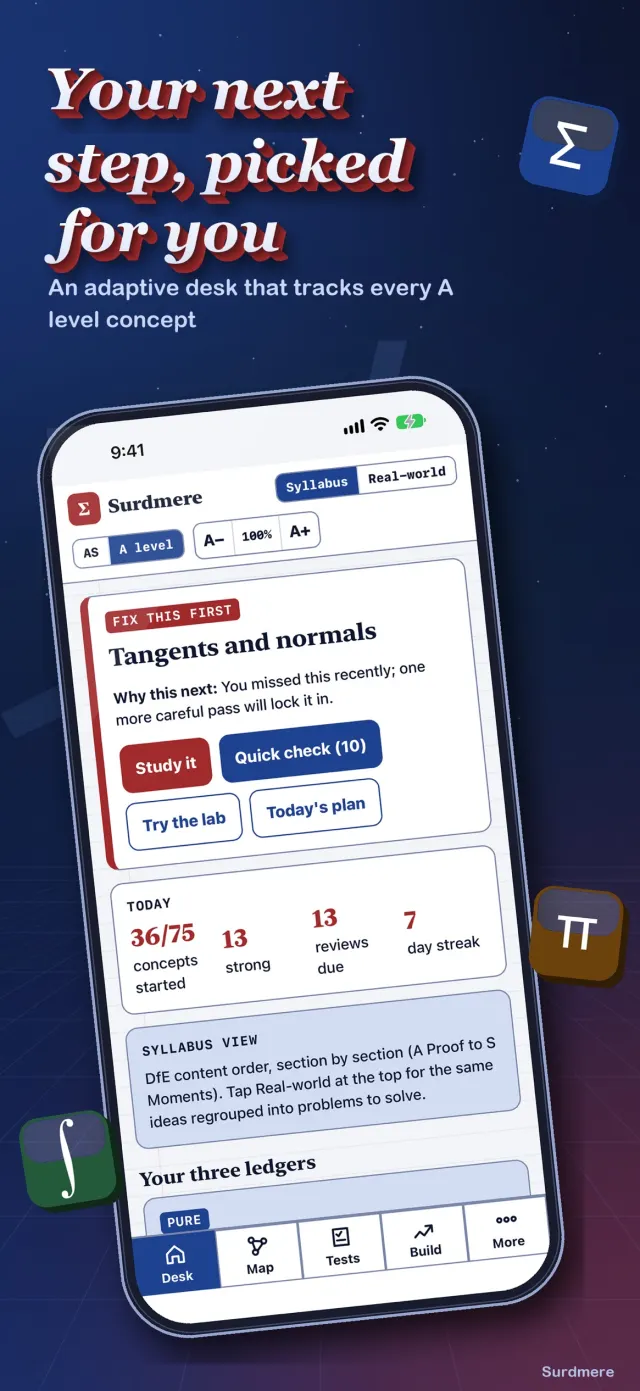 Your next
step, picked
for you
Σ
An adaptive desk that tracks every A
level concept
9:41
Σ Surdmere
Syllabus Real-world
AS A level A− 100% A+
FIX THIS FIRST
Tangents and normals
Why this next: You missed this recently; one
more careful pass will lock it in.
Study it Quick check (10)
Try the lab Today's plan
TODAY
36/75 13 13 7
concepts
started
strong
reviews
due
day streak
π
SYLLABUS VIEW
DfE content order, section by section (A Proof to S
Moments). Tap Real-world at the top for the same
ideas regrouped into problems to solve.
∫
Your three ledgers
PURE
Desk Map Tests Build More
Surdmere